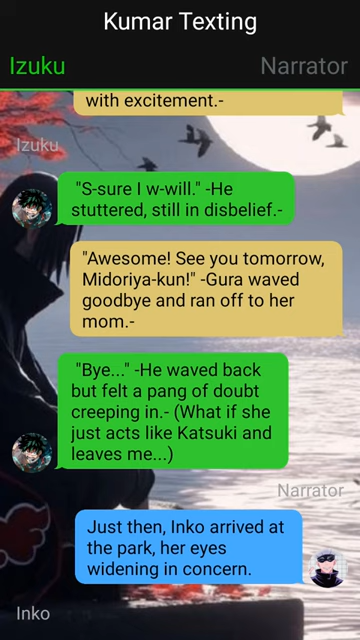 Kumar Texting
Izuku Narrator
with excitement.-
Izuku
"S-sure I w-will." -He
stuttered, still in disbelief.-
"Awesome! See you tomorrow,
Midoriya-kun!" -Gura waved
goodbye and ran off to her
mom.-
"Bye..." -He waved back
but felt a pang of doubt
creeping in.- (What if she
just acts like Katsuki and
leaves me...)
Narrator
Just then, Inko arrived at
the park, her eyes
widening in concern.
Inko